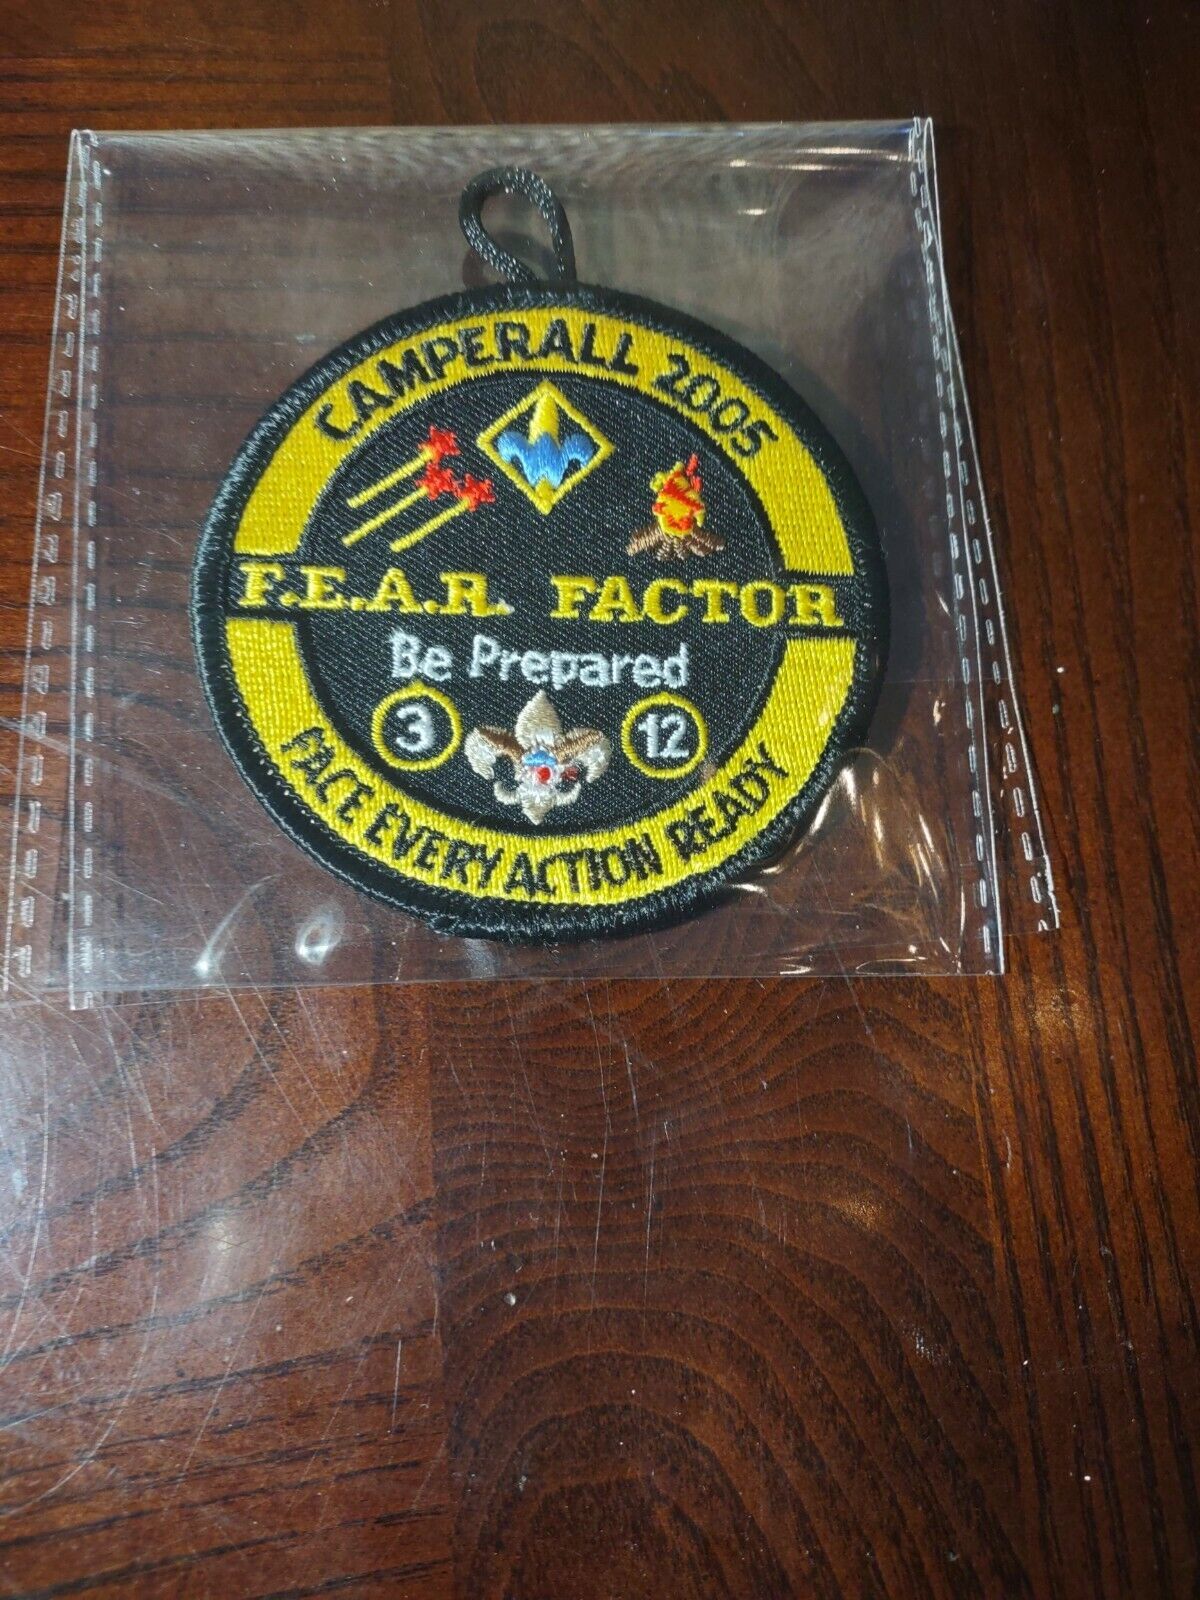 CAMPERALL 2005
F.E.A.R. FACTOR
Be Prepared
3 12
FACE EVERY ACTION READY